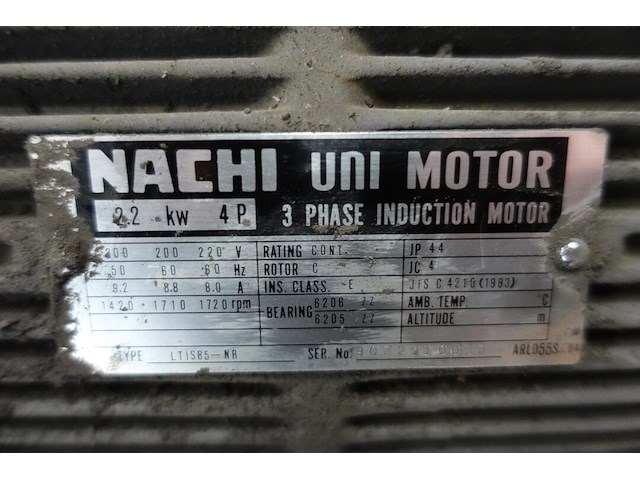 NACHI UNI MOTOR
2.2 kw 4P 3 PHASE INDUCTION MOTOR
200 200 220 V RATING CONT. JP 44
50 60 60 Hz ROTOR C JC 4
9.2 8.8 8.0 A INS. CLASS. E C 4210(1983)
1420 1710 1720 rpm BEARING 6206 ZZ AMB. TEMP. °C
6205 ZZ ALTITUDE m
TYPE LTIS85-NR SER. No. ARL055S